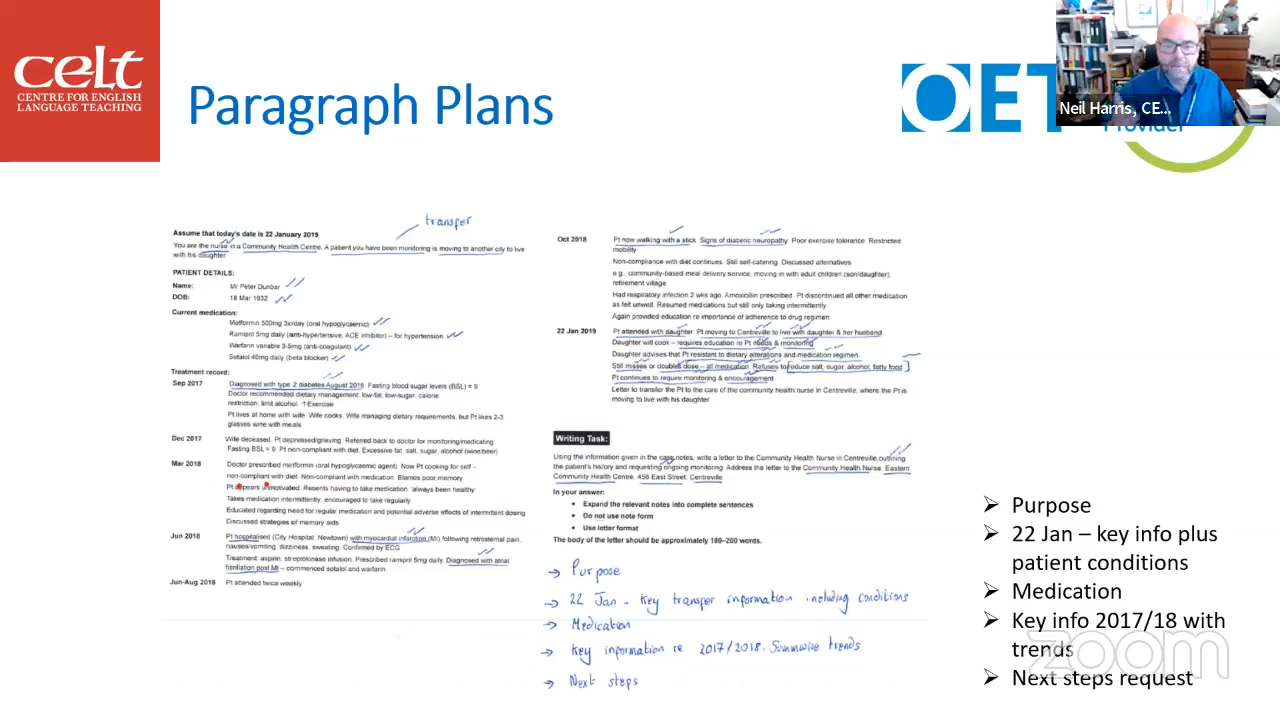 celt
CENTRE FOR ENGLISH
LANGUAGE TEACHING
Paragraph Plans
OET
Provider
Neil Harris, CE...
transfer
Assume that today's date is 22 January 2019
You are the nurse in a Community Health Centre. A patient you have been monitoring is moving to another city to live
with his daughter
PATIENT DETAILS:
Name: Mr Peter Dunbar
DOB: 18 Mar 1932
Current medication:
Metformin 500mg 3x/day (oral hypoglycaemic)
Ramipril 5mg daily (anti-hypertensive, ACE inhibitor) – for hypertension
Warfarin variable 3-5mg (anti-coagulant)
Sotalol 40mg daily (beta blocker)
Treatment record:
Sep 2017 Diagnosed with type 2 diabetes August 2016 Fasting blood sugar levels (BSL) = 9
Doctor recommended dietary management: low-fat, low-sugar, calorie
restriction, limit alcohol. ↑Exercise
Pt lives at home with wife. Wife cooks. Wife managing dietary requirements, but Pt likes 2-3
glasses wine with meals
Dec 2017 Wife deceased. Pt depressed/grieving. Referred back to doctor for monitoring/medicating
Fasting BSL = 9. Pt non-compliant with diet. Excessive fat, salt, sugar, alcohol (wine/beer)
Mar 2018 Doctor prescribed metformin (oral hypoglycaemic agent). Now Pt cooking for self –
non-compliant with diet. Non-compliant with medication. Blames poor memory
Pt appears unmotivated. Resents having to take medication, 'always been healthy
Takes medication intermittently, encouraged to take regularly
Educated regarding need for regular medication and potential adverse effects of intermittent dosing
Discussed strategies or memory aids
Jun 2018 Pt hospitalised (City Hospital, Newtown) with myocardial infarction (MI) following retrosternal pain,
nausea/vomiting, dizziness, sweating. Confirmed by ECG
Treatment: aspirin, streptokinase infusion. Prescribed ramipril 5mg daily. Diagnosed with atrial
fibrillation post MI – commenced sotalol and warfarin
Jun-Aug 2018 Pt attended twice weekly
Oct 2018 Pt now walking with a stick Signs of diabetic neuropathy Poor exercise tolerance Restricted
mobility
Non-compliance with diet continues. Still self-catering. Discussed alternatives
e.g., community-based meal delivery service, moving in with adult children (son/daughter),
retirement village
Had respiratory infection 2 wks ago. Amoxicillin prescribed. Pt discontinued all other medication
as felt unwell. Resumed medications but still only taking intermittently
Again provided education re importance of adherence to drug regimen
22 Jan 2019 Pt attended with daughter Pt moving to Centreville to live with daughter & her husband
Daughter will cook – requires education re Pt needs & monitoring
Daughter advises that Pt resistant to dietary alterations and medication regimen.
Still misses or doubles dose – all medication. Refuses to reduce salt, sugar, alcohol, fatty food
Pt continues to require monitoring & encouragement
Letter to transfer the Pt to the care of the community health nurse in Centreville, where the Pt is
moving to live with his daughter
Writing Task:
Using the information given in the case notes, write a letter to the Community Health Nurse in Centreville, outlining
the patient's history and requesting ongoing monitoring. Address the letter to the Community Health Nurse, Eastern
Community Health Centre, 456 East Street, Centreville
In your answer:
• Expand the relevant notes into complete sentences
• Do not use note form
• Use letter format
The body of the letter should be approximately 180–200 words.
→ Purpose
→ 22 Jan - Key transfer information including conditions
→ Medication
→ Key information re 2017/2018. Summarize trends
→ Next steps
Purpose
22 Jan – key info plus
patient conditions
Medication
Key info 2017/18 with
trends
Next steps request
zoom